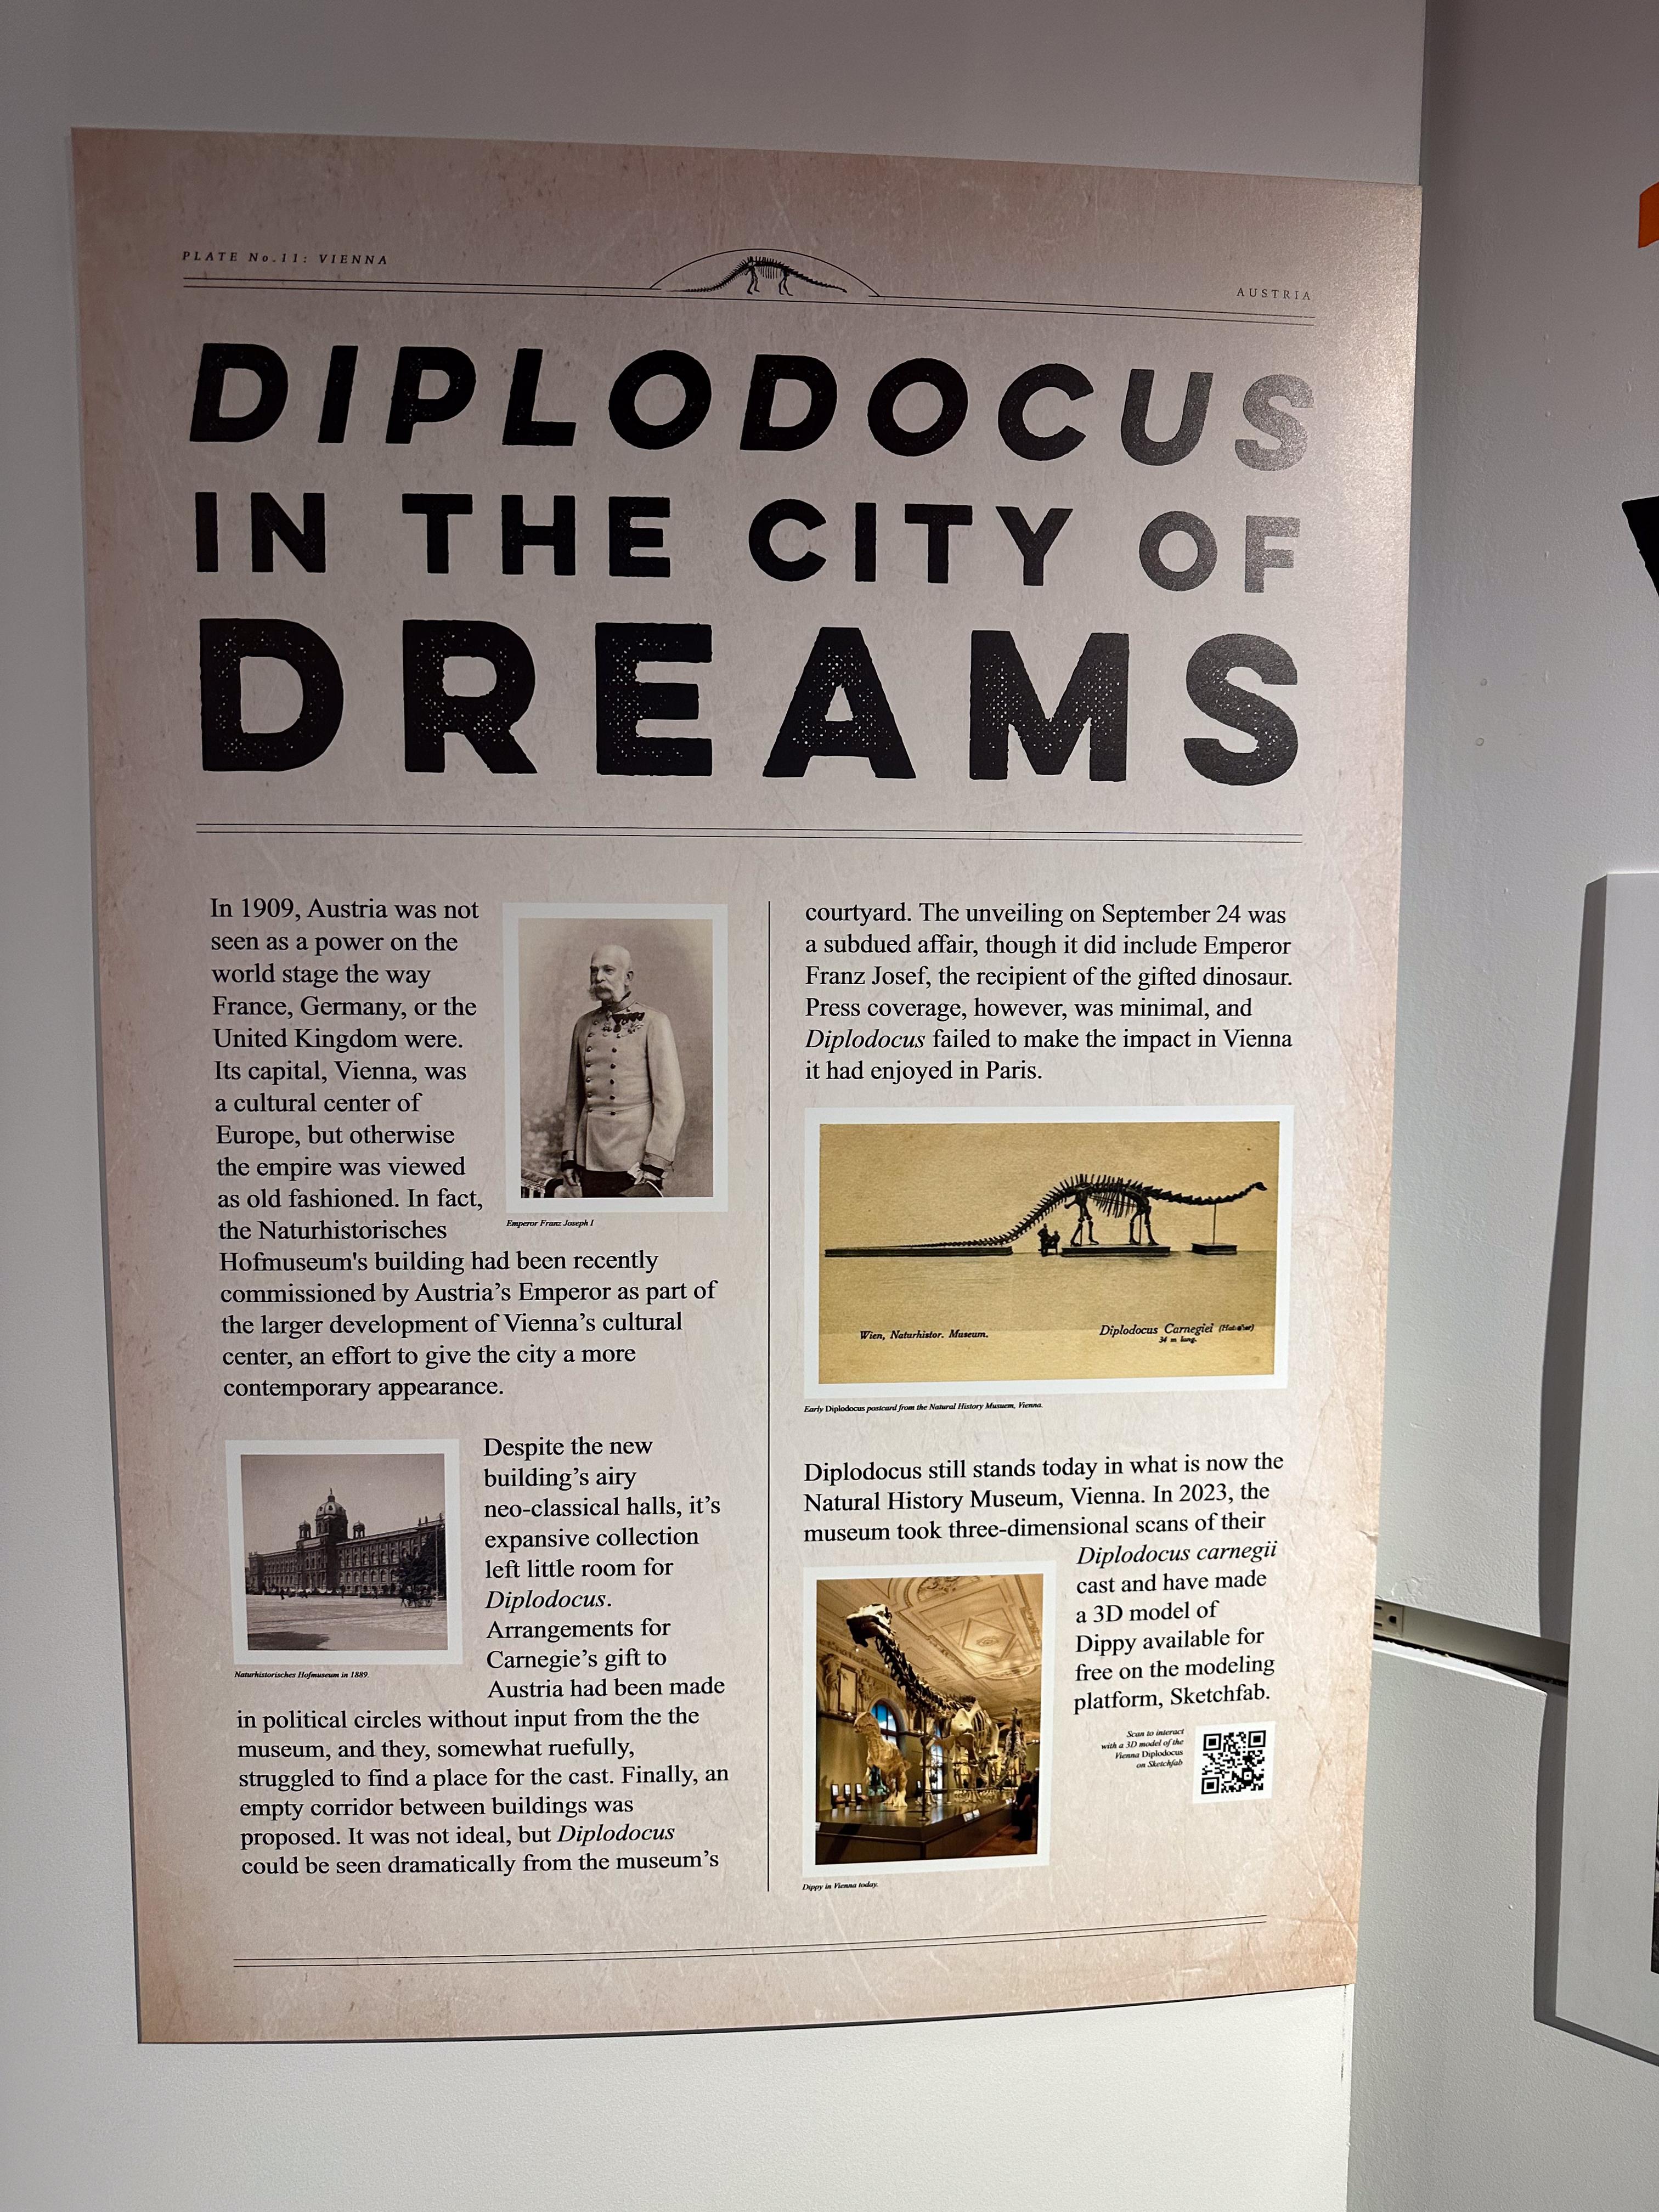 PLATE No.11: VIENNA
AUSTRIA
DIPLODOCUS
IN THE CITY OF
DREAMS
In 1909, Austria was not
seen as a power on the
world stage the way
France, Germany, or the
United Kingdom were.
Its capital, Vienna, was
a cultural center of
Europe, but otherwise
the empire was viewed
as old fashioned. In fact,
the Naturhistorisches
Hofmuseum's building had been recently
commissioned by Austria’s Emperor as part of
the larger development of Vienna’s cultural
center, an effort to give the city a more
contemporary appearance.
Emperor Franz Joseph I
Despite the new
building’s airy
neo-classical halls, it’s
expansive collection
left little room for
Diplodocus.
Arrangements for
Carnegie’s gift to
Austria had been made
in political circles without input from the the
museum, and they, somewhat ruefully,
struggled to find a place for the cast. Finally, an
empty corridor between buildings was
proposed. It was not ideal, but Diplodocus
could be seen dramatically from the museum’s
Naturhistorisches Hofmuseum in 1889.
courtyard. The unveiling on September 24 was
a subdued affair, though it did include Emperor
Franz Josef, the recipient of the gifted dinosaur.
Press coverage, however, was minimal, and
Diplodocus failed to make the impact in Vienna
it had enjoyed in Paris.
Wien, Naturhistor. Museum.
Diplodocus Carnegiei
34 m lang.
Early Diplodocus postcard from the Natural History Musuem, Vienna.
Diplodocus still stands today in what is now the
Natural History Museum, Vienna. In 2023, the
museum took three-dimensional scans of their
Diplodocus carnegii
cast and have made
a 3D model of
Dippy available for
free on the modeling
platform, Sketchfab.
Scan to interact
with a 3D model of the
Vienna Diplodocus
on Sketchfab
Dippy in Vienna today.